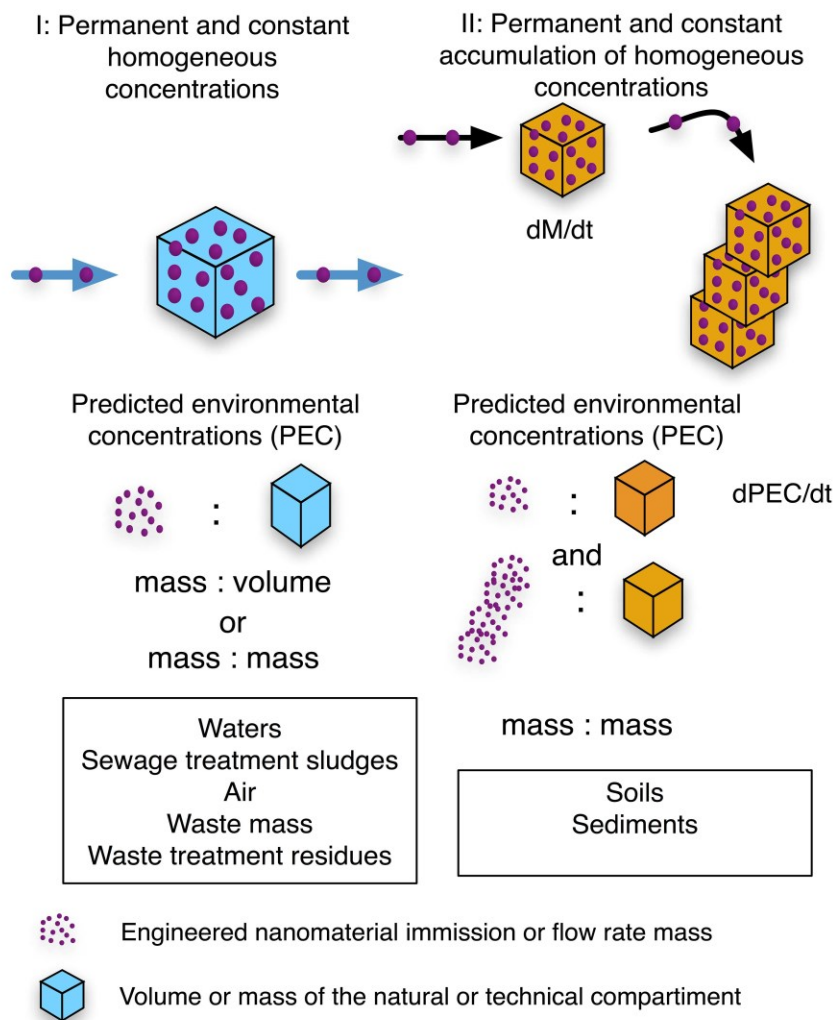 I: Permanent and constant
homogeneous
concentrations
II: Permanent and constant
accumulation of homogeneous
concentrations
dM/dt
Predicted environmental
concentrations (PEC)
:
mass : volume
or
mass : mass
Predicted environmental
concentrations (PEC)
:
dPEC/dt
and
:
mass : mass
Waters
Sewage treatment sludges
Air
Waste mass
Waste treatment residues
Soils
Sediments
Engineered nanomaterial immission or flow rate mass
Volume or mass of the natural or technical compartiment